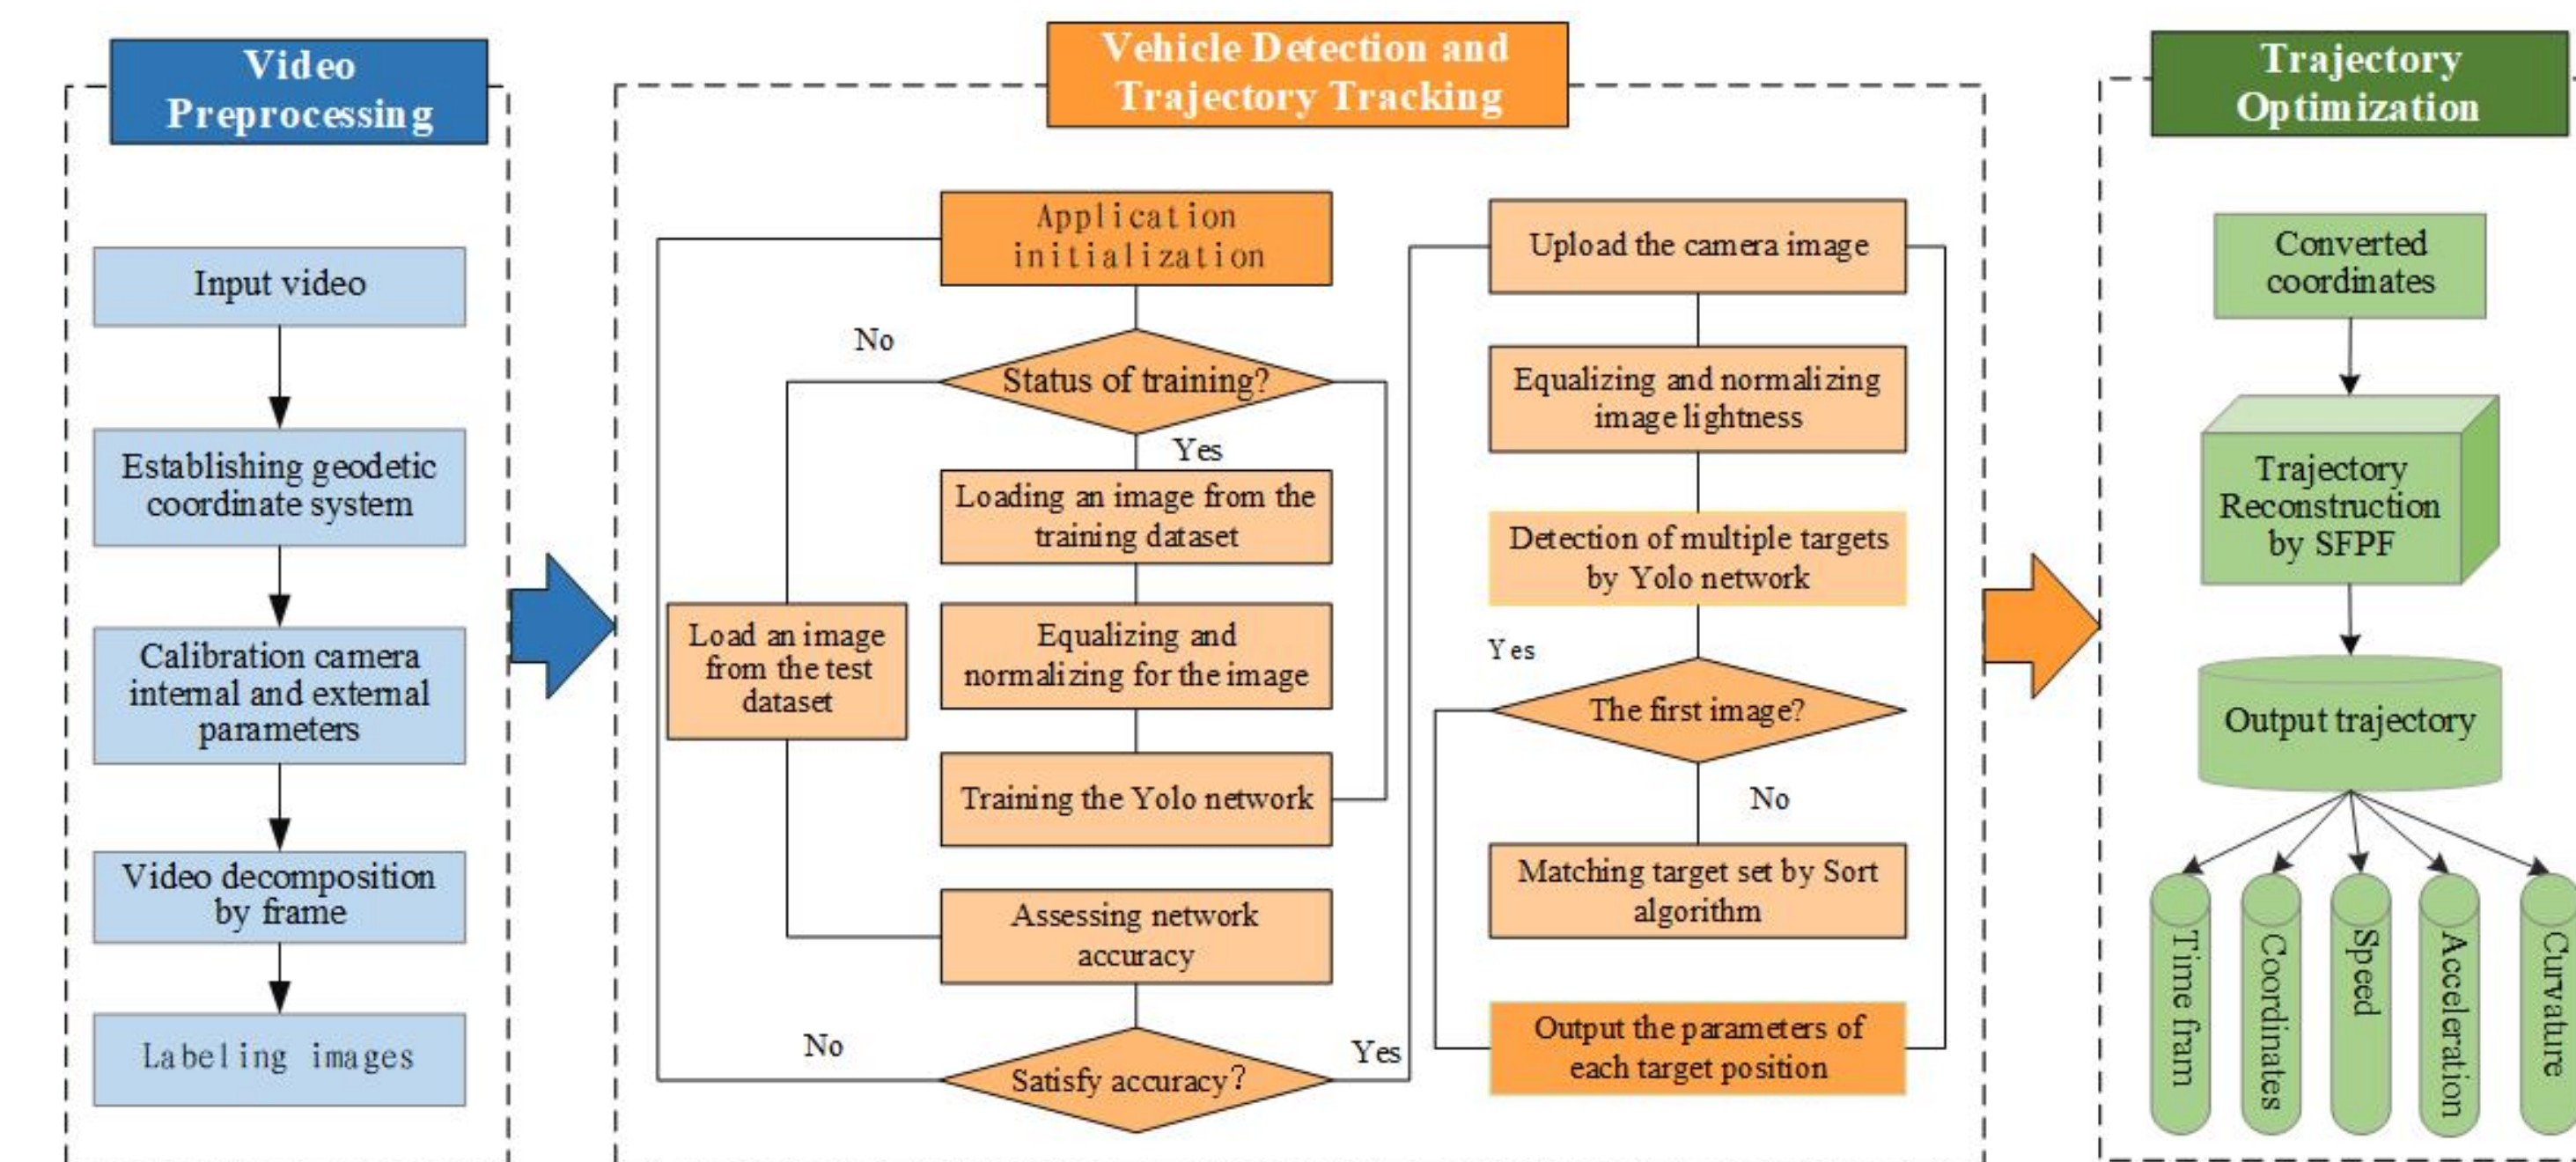 Video
Preprocessing
Input video
Establishing geodetic
coordinate system
Calibration camera
internal and external
parameters
Video decomposition
by frame
Labeling images
Vehicle Detection and
Trajectory Tracking
Application
initialization
No
Status of training?
Yes
Loading an image from the
training dataset
Load an image
from the test
dataset
Equalizing and
normalizing for the image
Training the Yolo network
Assessing network
accuracy
No
Satisfy accuracy?
Yes
Upload the camera image
Equalizing and normalizing
image lightness
Detection of multiple targets
by Yolo network
Yes
The first image?
No
Matching target set by Sort
algorithm
Output the parameters of
each target position
Trajectory
Optimization
Converted
coordinates
Trajectory
Reconstruction
by SFPF
Output trajectory
Time fram
Coordinates
Speed
Acceleration
Curvature